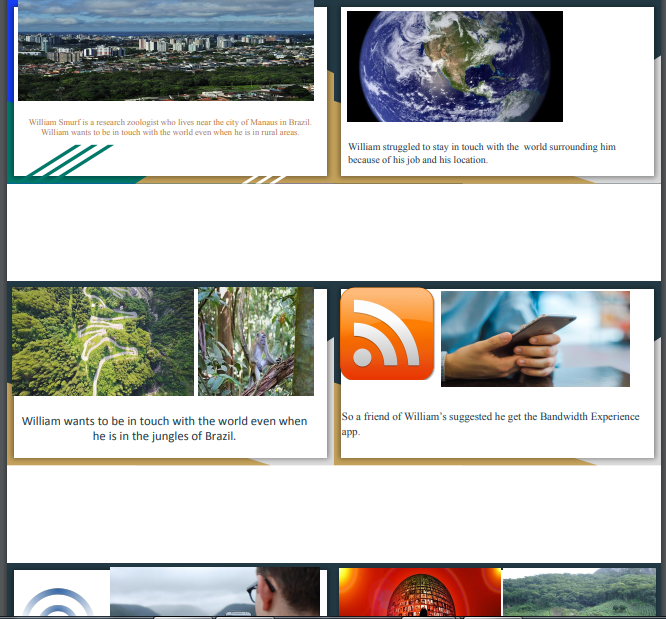 William Smurf is a research zoologist who lives near the city of Manaus in Brazil.
William wants to be in touch with the world even when he is in rural areas.
William struggled to stay in touch with the  world surrounding him
because of his job and his location.
William wants to be in touch with the world even when
he is in the jungles of Brazil.
So a friend of William's suggested he get the Bandwidth Experience
app.